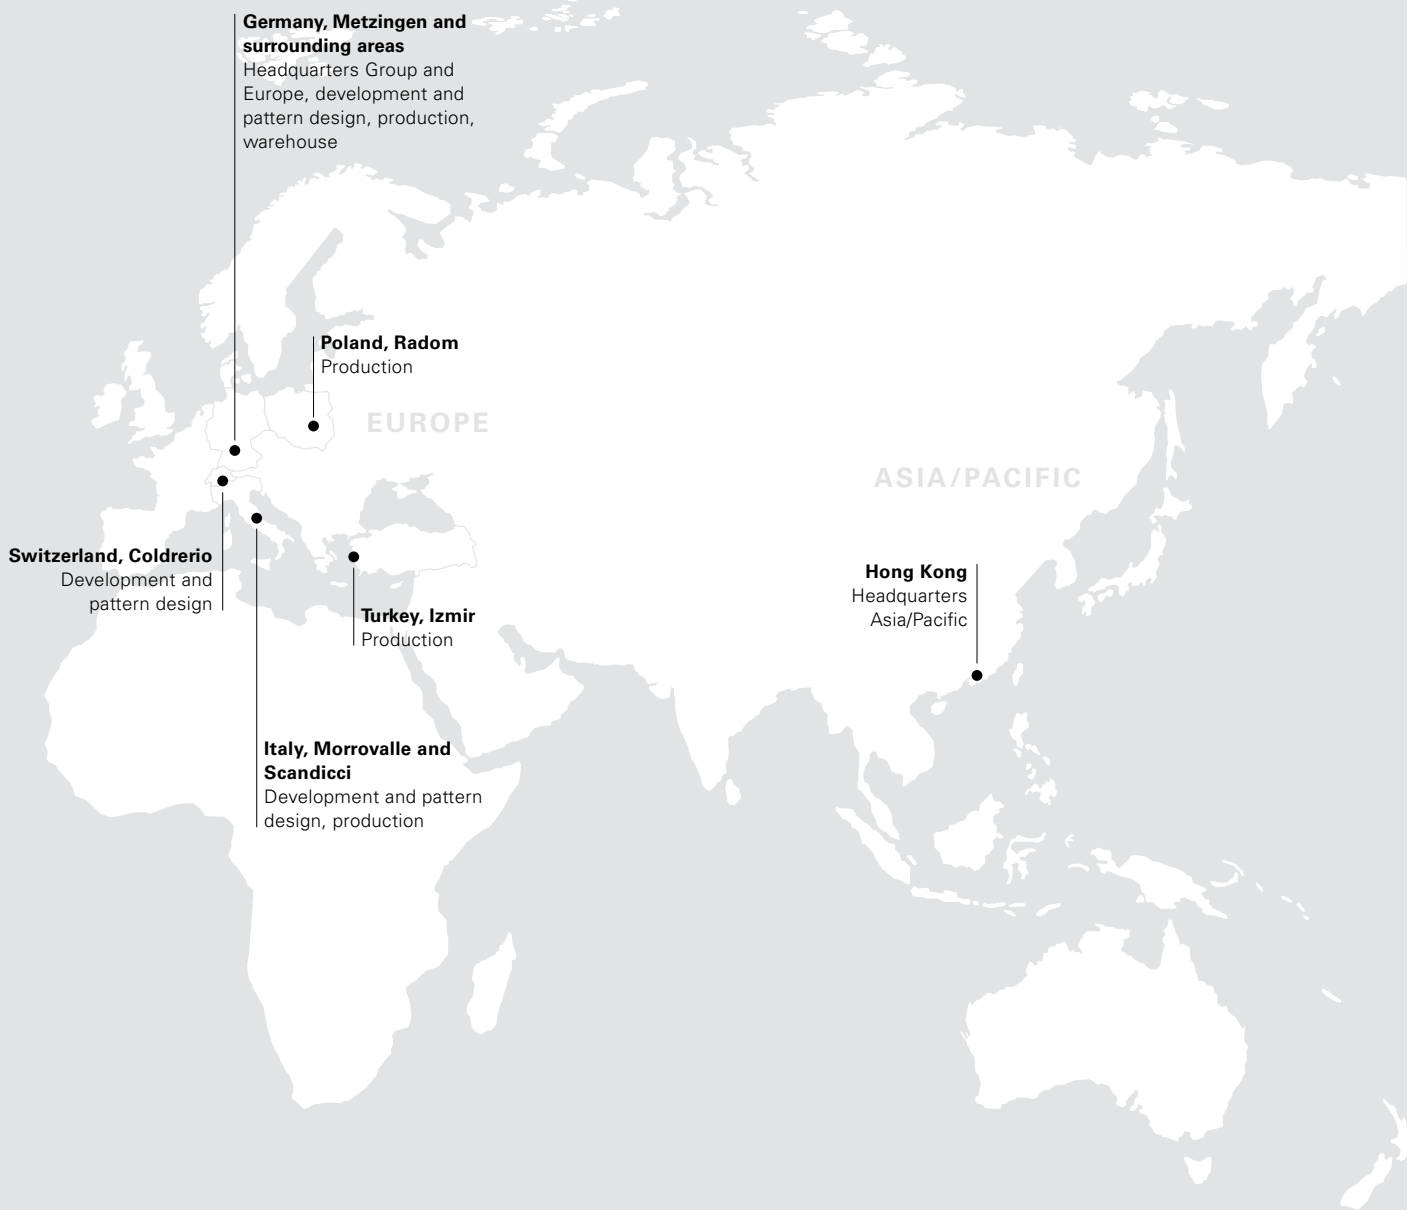 Germany, Metzingen and
surrounding areas
Headquarters Group and
Europe, development and
pattern design, production,
warehouse
Poland, Radom
Production
EUROPE
ASIA/PACIFIC
Switzerland, Coldrerio
Development and
pattern design
Hong Kong
Headquarters
Asia/Pacific
Turkey, Izmir
Production
Italy, Morrovalle and
Scandicci
Development and pattern
design, production